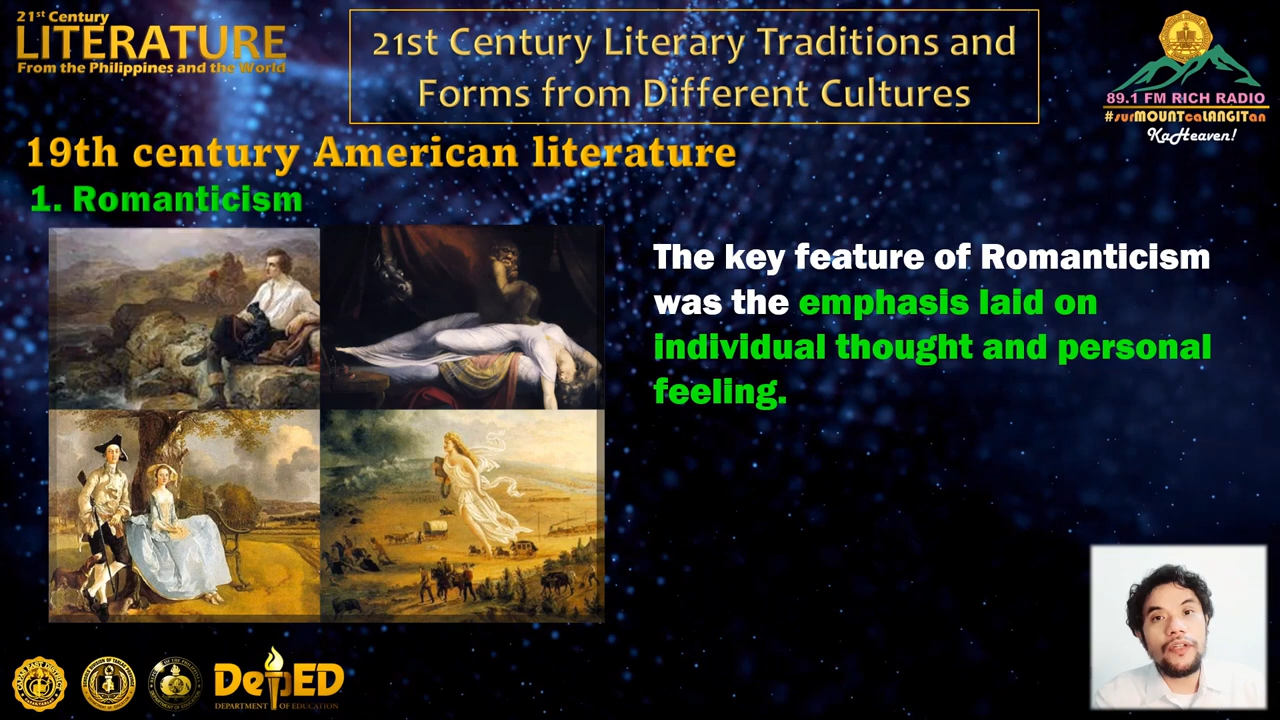 21st Century
LITERATURE
From the Philippines and the World
21st Century Literary Traditions and
Forms from Different Cultures
89.1 FM RICH RADIO
#surMOUNTcaLANGITan
KaHeaven!
19th century American literature
1. Romanticism
The key feature of Romanticism
was the emphasis laid on
individual thought and personal
feeling.
DepED
DEPARTMENT OF EDUCATION